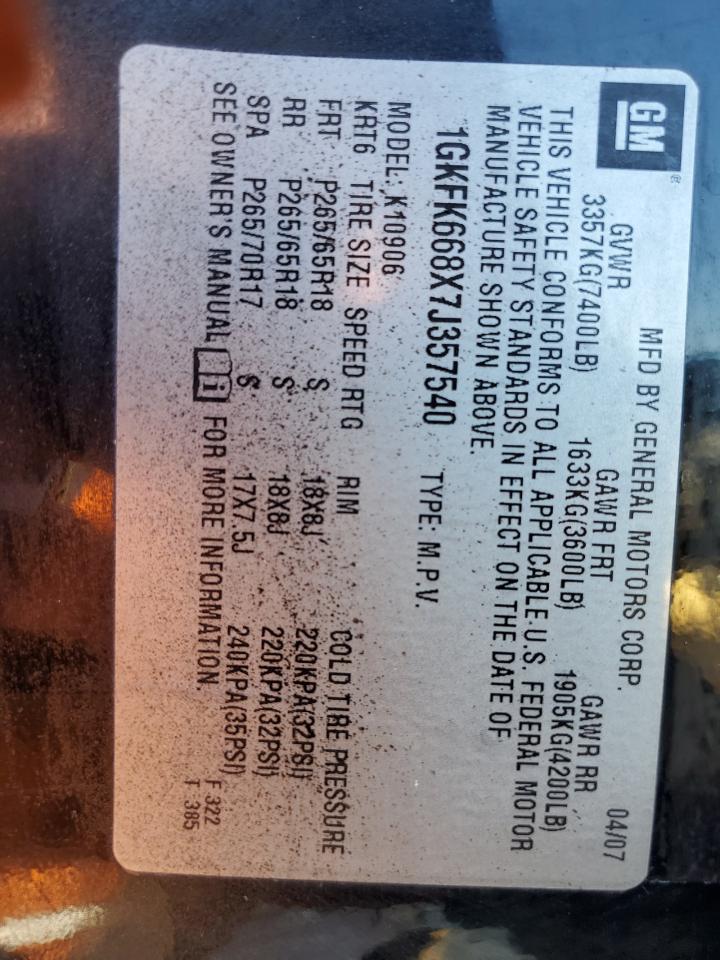 GM®
MFD BY GENERAL MOTORS CORP. 04/07
GVWR GAWR FRT GAWR RR
3357KG(7400LB) 1633KG(3600LB) 1905KG(4200LB)
THIS VEHICLE CONFORMS TO ALL APPLICABLE U.S. FEDERAL MOTOR
VEHICLE SAFETY STANDARDS IN EFFECT ON THE DATE OF
MANUFACTURE SHOWN ABOVE.
1GKFK668X7J357540 TYPE: M.P.V.
MODEL: K10906
KRT6 TIRE SIZE SPEED RTG RIM COLD TIRE PRESSURE
FRT P265/65R18 S 18X8J 220KPA(32PSI)
RR P265/65R18 S 18X8J 220KPA(32PSI)
SPA P265/70R17 S 17X7.5J 240KPA(35PSI)
SEE OWNER'S MANUAL i FOR MORE INFORMATION.
F 322
T 385